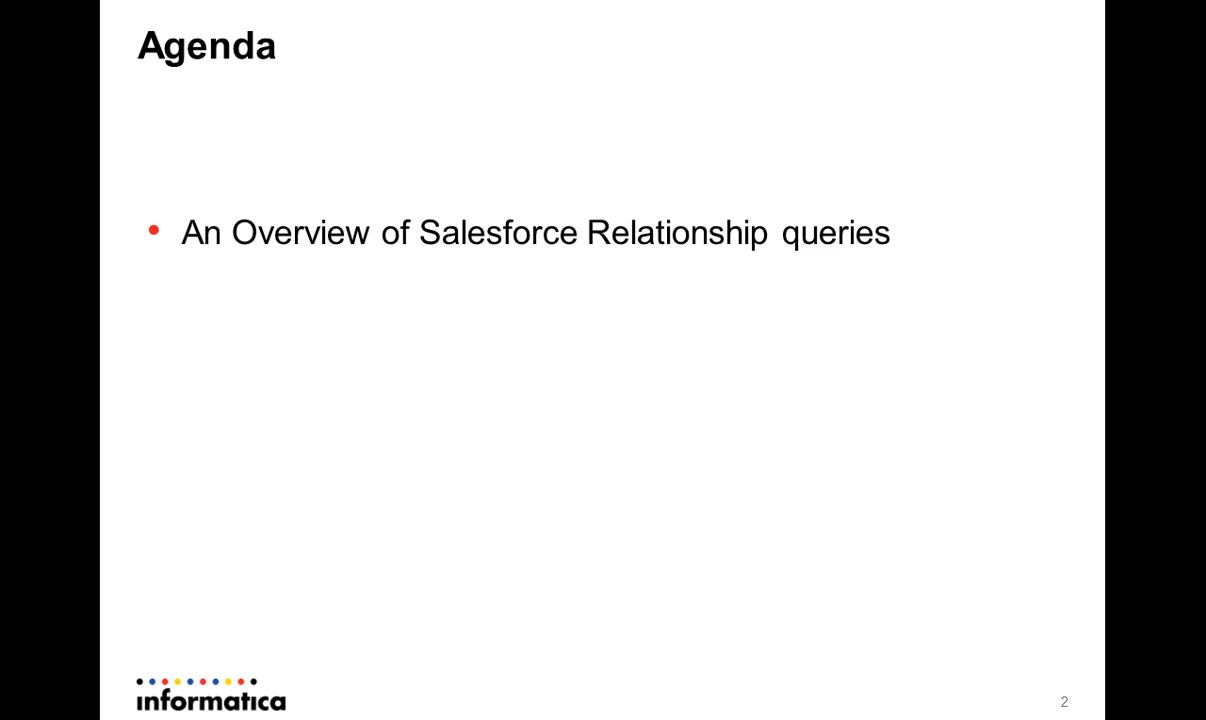 Agenda
• An Overview of Salesforce Relationship queries
informatica
2